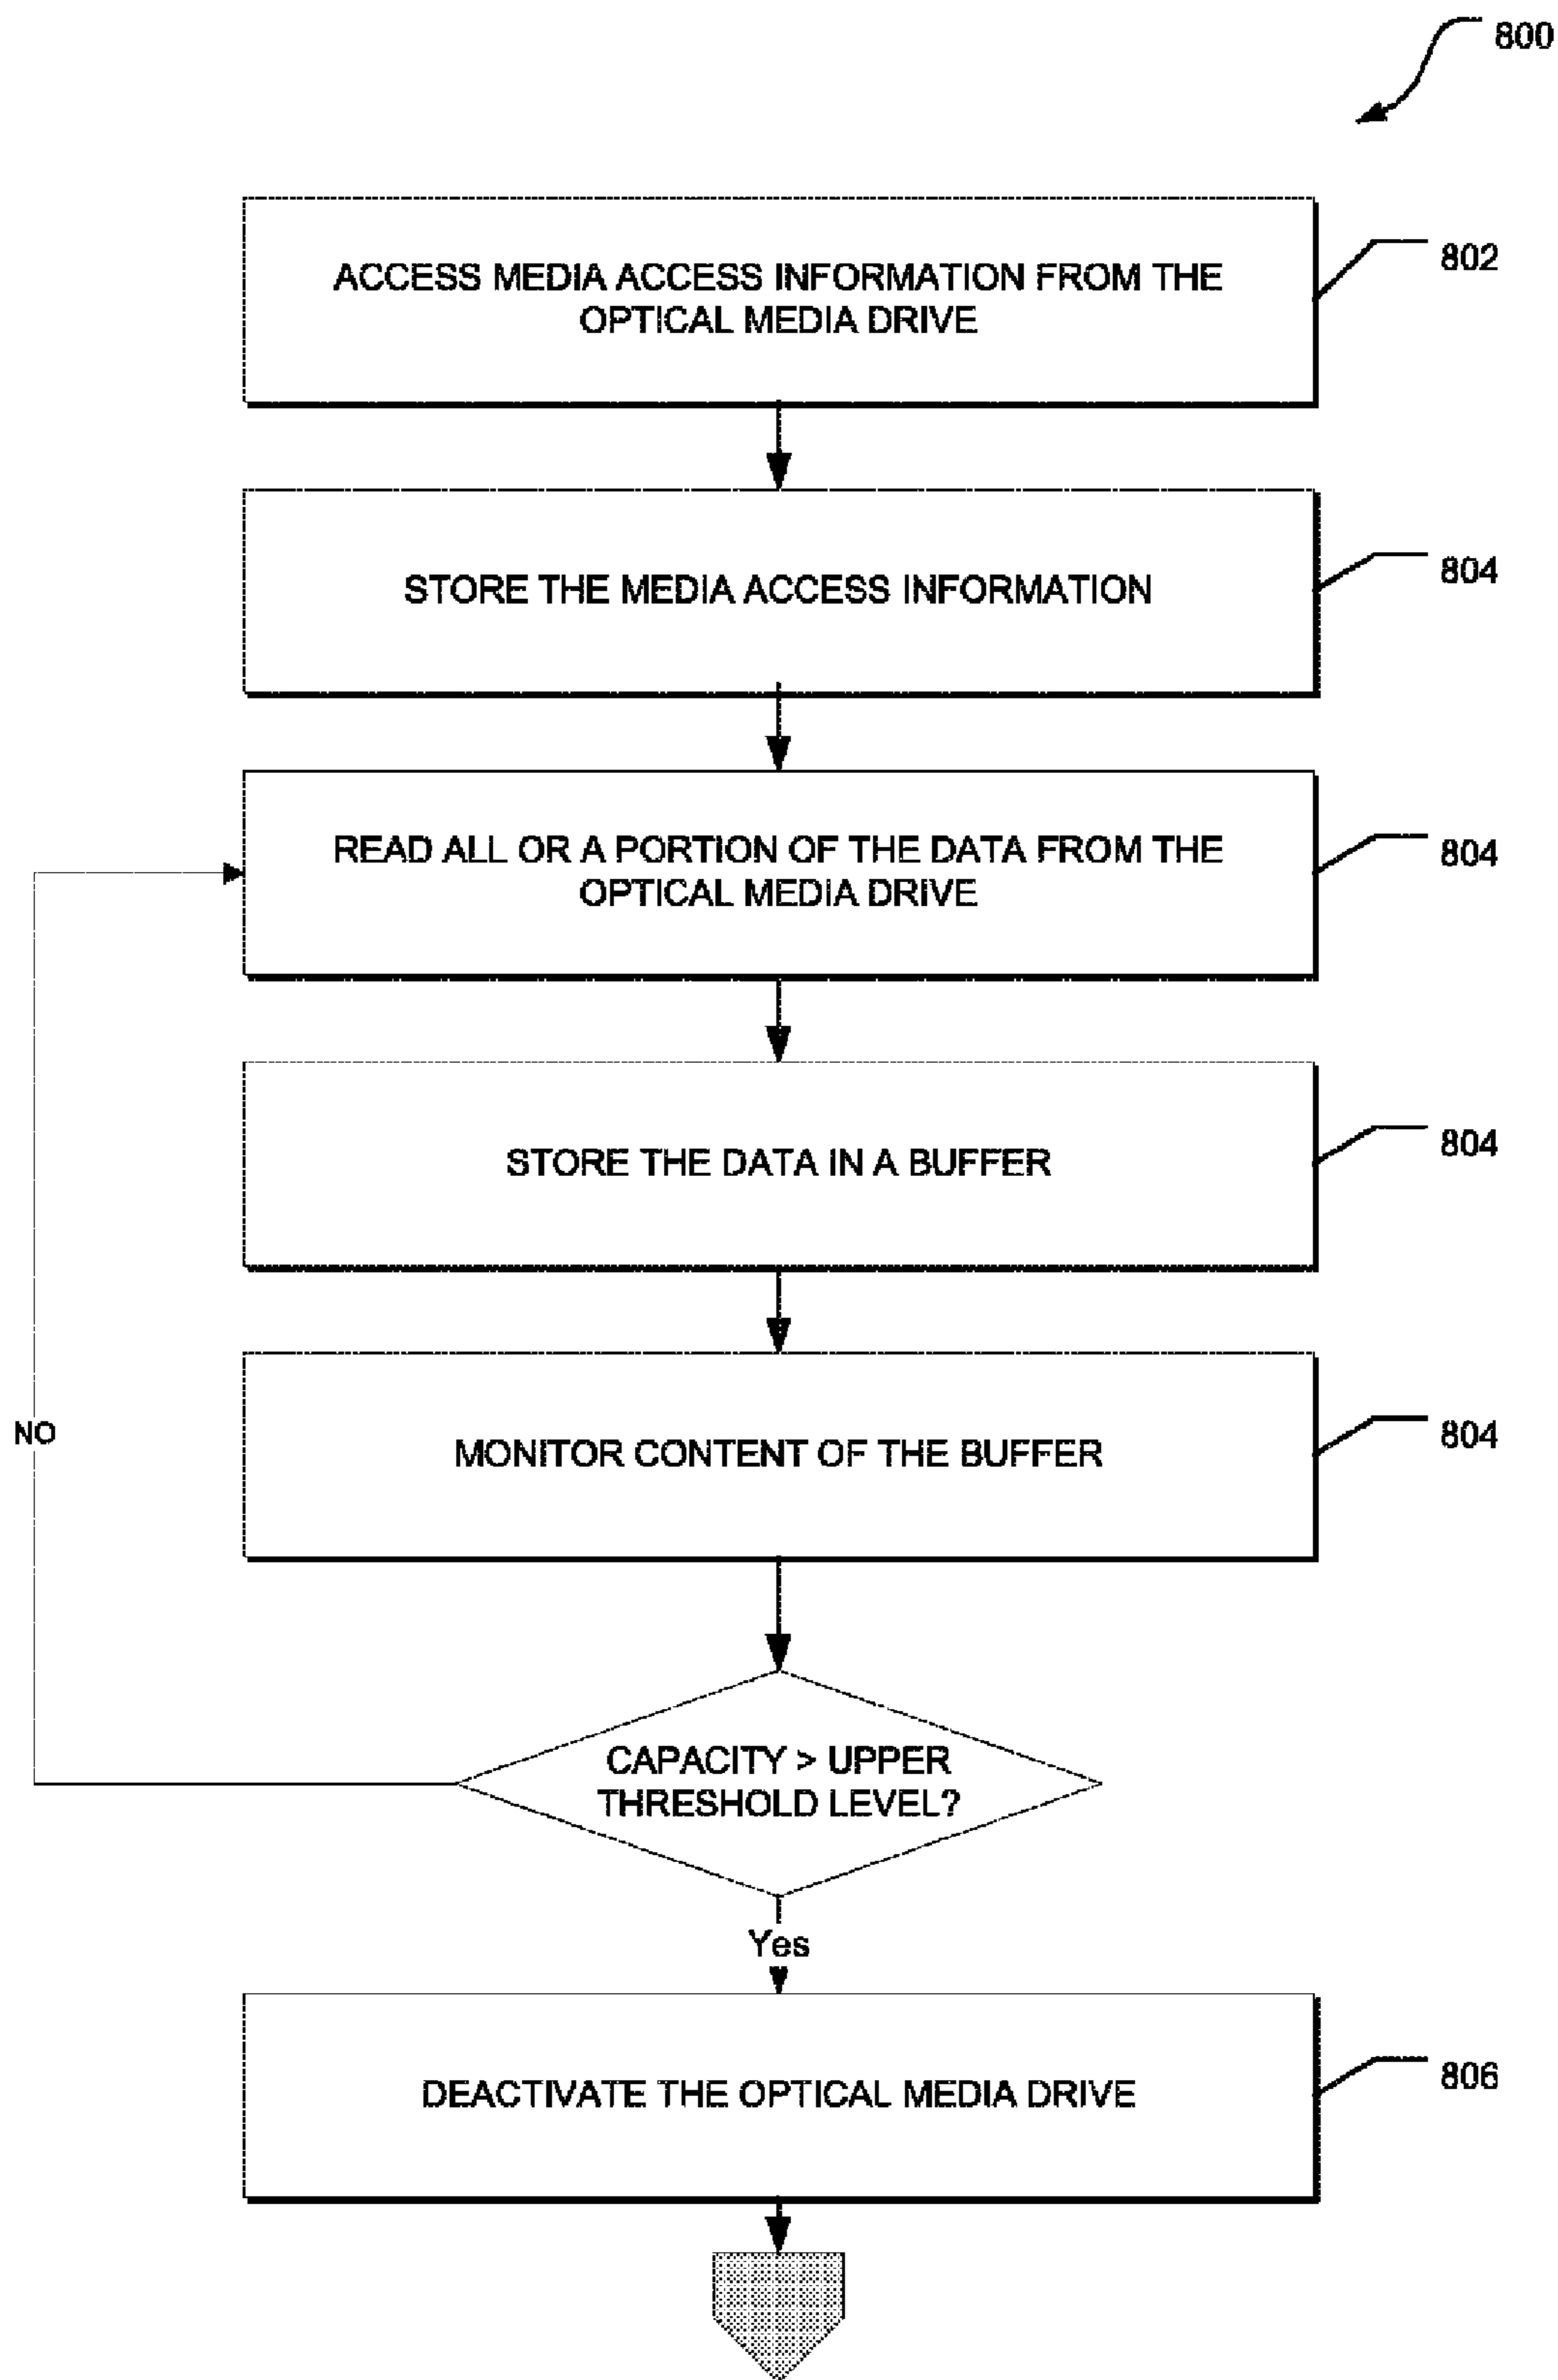 800
ACCESS MEDIA ACCESS INFORMATION FROM THE
OPTICAL MEDIA DRIVE
802
STORE THE MEDIA ACCESS INFORMATION
804
READ ALL OR A PORTION OF THE DATA FROM THE
OPTICAL MEDIA DRIVE
804
STORE THE DATA IN A BUFFER
804
MONITOR CONTENT OF THE BUFFER
804
NO
CAPACITY > UPPER
THRESHOLD LEVEL?
Yes
DEACTIVATE THE OPTICAL MEDIA DRIVE
806